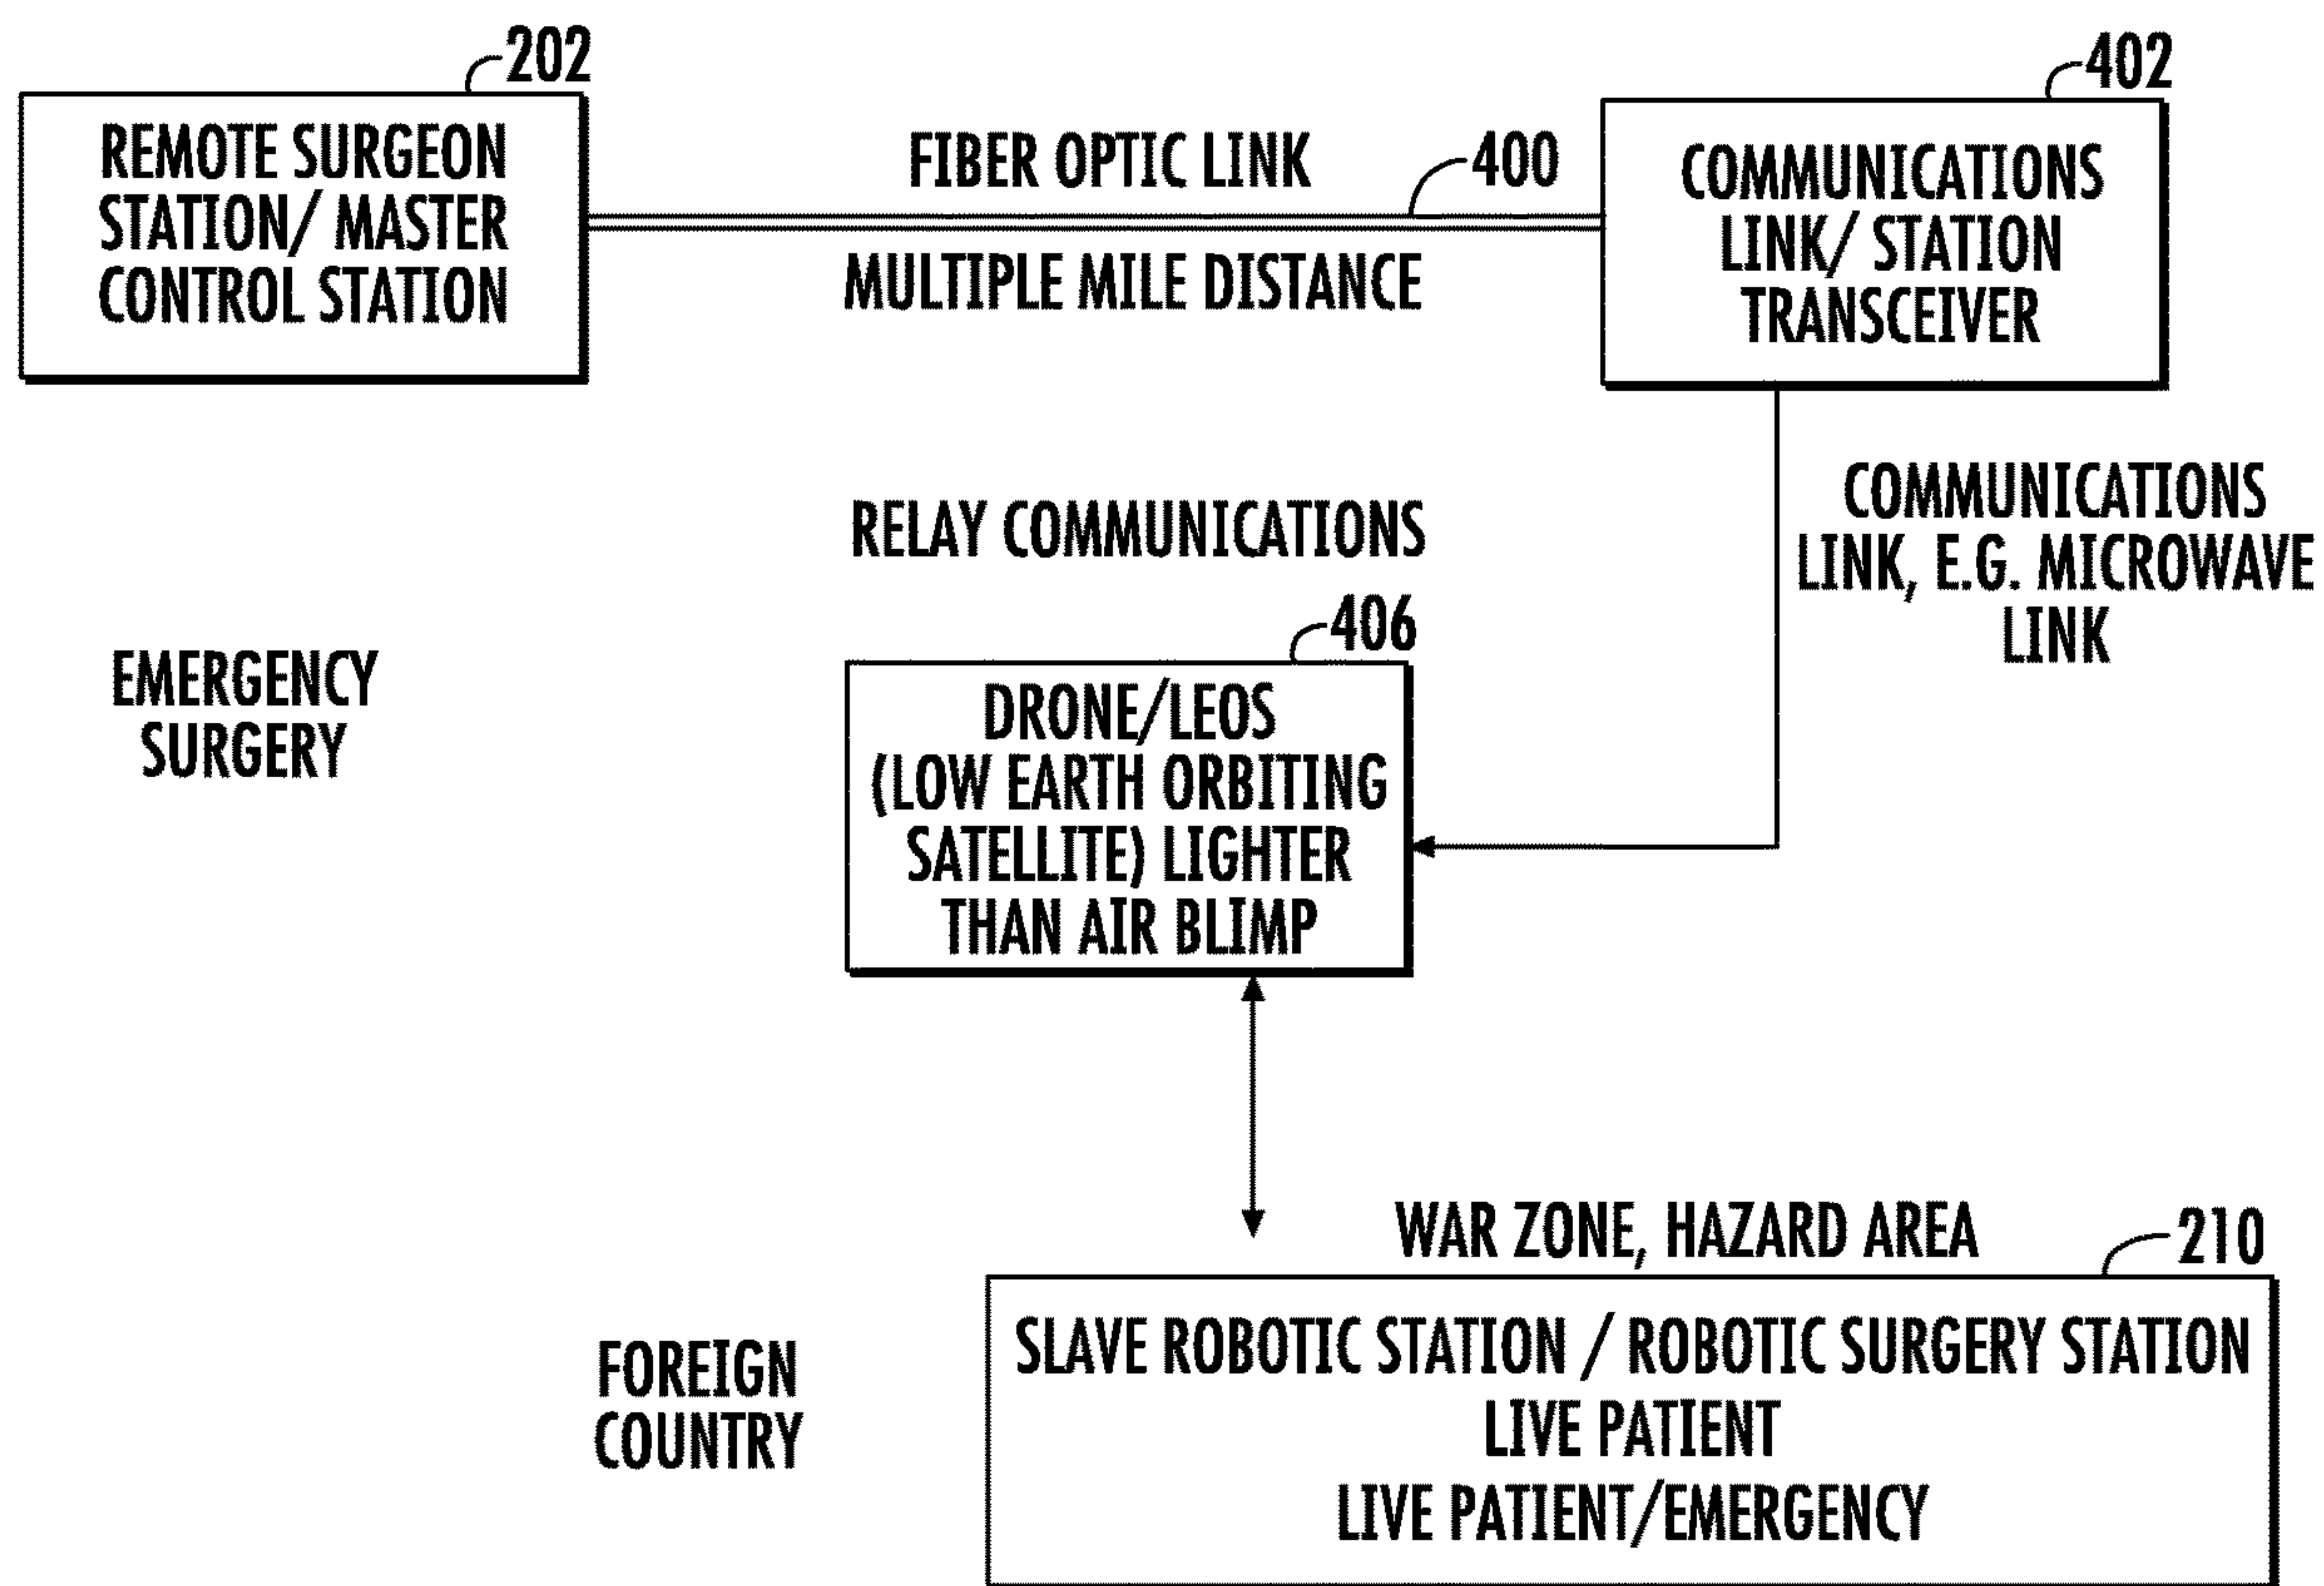 202
REMOTE SURGEON
STATION/ MASTER
CONTROL STATION
FIBER OPTIC LINK
400
MULTIPLE MILE DISTANCE
402
COMMUNICATIONS
LINK/ STATION
TRANSCEIVER
COMMUNICATIONS
LINK, E.G. MICROWAVE
LINK
RELAY COMMUNICATIONS
406
EMERGENCY
SURGERY
DRONE/LEOS
(LOW EARTH ORBITING
SATELLITE) LIGHTER
THAN AIR BLIMP
WAR ZONE, HAZARD AREA
210
FOREIGN
COUNTRY
SLAVE ROBOTIC STATION / ROBOTIC SURGERY STATION
LIVE PATIENT
LIVE PATIENT/EMERGENCY